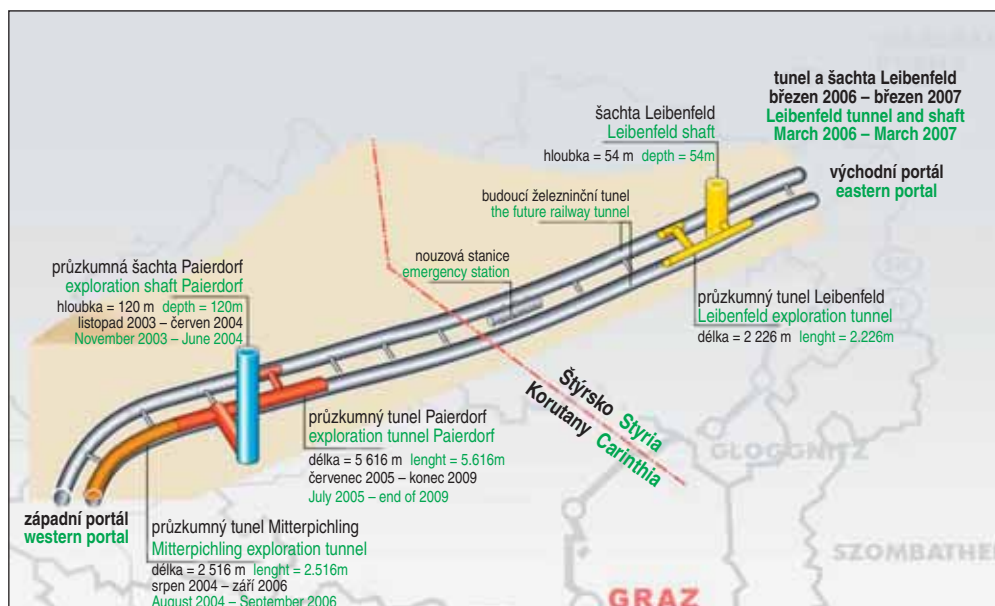 tunel a šachta Leibenfeld
březen 2006 – březen 2007
Leibenfeld tunnel and shaft
March 2006 – March 2007
šachta Leibenfeld
Leibenfeld shaft
hloubka = 54 m depth = 54m
východní portál
eastern portal
budoucí železninční tunel
the future railway tunnel
nouzová stanice
emergency station
průzkumná šachta Paierdorf
exploration shaft Paierdorf
hloubka = 120 m depth = 120m
listopad 2003 – červen 2004
November 2003 – June 2004
průzkumný tunel Leibenfeld
Leibenfeld exploration tunnel
délka = 2 226 m lenght = 2.226m
Štýrsko Styria
Korutany Carinthia
průzkumný tunel Paierdorf
exploration tunnel Paierdorf
délka = 5 616 m lenght = 5.616m
červenec 2005 – konec 2009
July 2005 – end of 2009
GLOGGNITZ
západní portál
western portal
průzkumný tunel Mitterpichling
Mitterpichling exploration tunnel
délka = 2 516 m lenght = 2.516m
srpen 2004 – září 2006
August 2004 – September 2006
SZOMBATHE
GRAZ